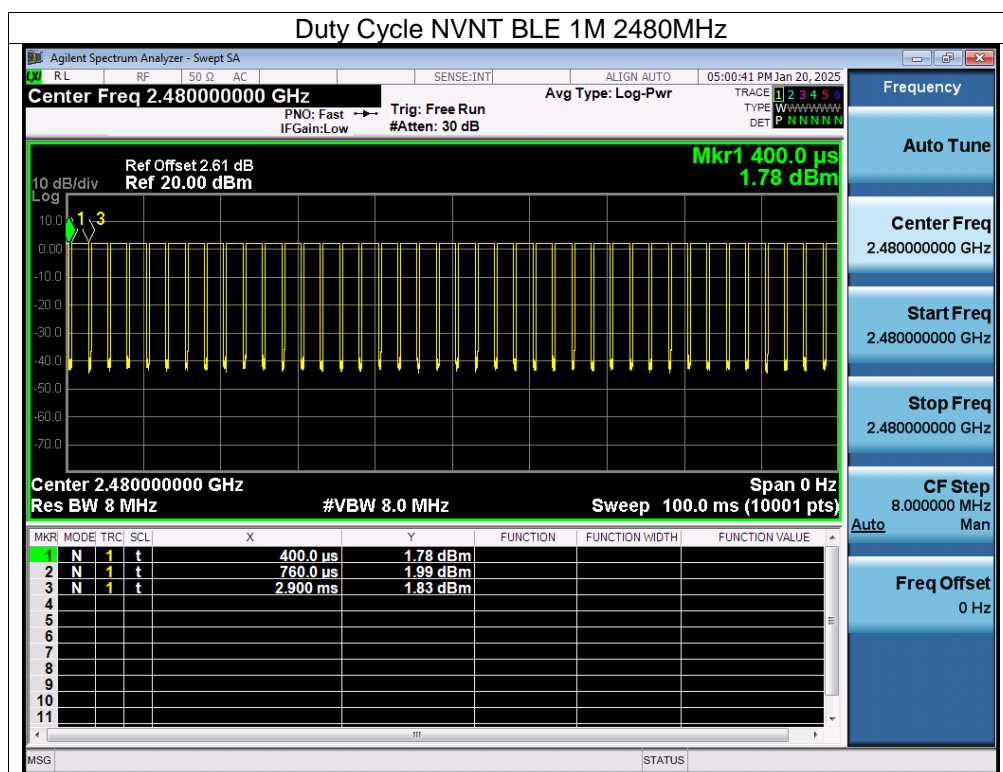 Duty Cycle NVNT BLE 1M 2480MHz
Agilent Spectrum Analyzer - Swept SA
LXI RL RF 50 Ω AC SENSE:INT ALIGN AUTO 05:00:41 PM Jan 20, 2025
Center Freq 2.480000000 GHz
PNO: Fast
IFGain:Low
Trig: Free Run
#Atten: 30 dB
Avg Type: Log-Pwr
TRACE 1 2 3 4 5 6
TYPE WWWWWWW
DET P N N N N N
Frequency
Auto Tune
Center Freq
2.480000000 GHz
Start Freq
2.480000000 GHz
Stop Freq
2.480000000 GHz
CF Step
8.000000 MHz
Auto Man
Freq Offset
0 Hz
Mkr1 400.0 µs
1.78 dBm
Ref Offset 2.61 dB
10 dB/div Ref 20.00 dBm
Log
10.0
0.00
-10.0
-20.0
-30.0
-40.0
-50.0
-60.0
-70.0
1 3
Center 2.480000000 GHz Span 0 Hz
Res BW 8 MHz #VBW 8.0 MHz Sweep 100.0 ms (10001 pts)
MKR MODE TRC SCL X Y FUNCTION FUNCTION WIDTH FUNCTION VALUE
1 N 1 t 400.0 µs 1.78 dBm
2 N 1 t 760.0 µs 1.99 dBm
3 N 1 t 2.900 ms 1.83 dBm
4
5
6
7
8
9
10
11
MSG STATUS